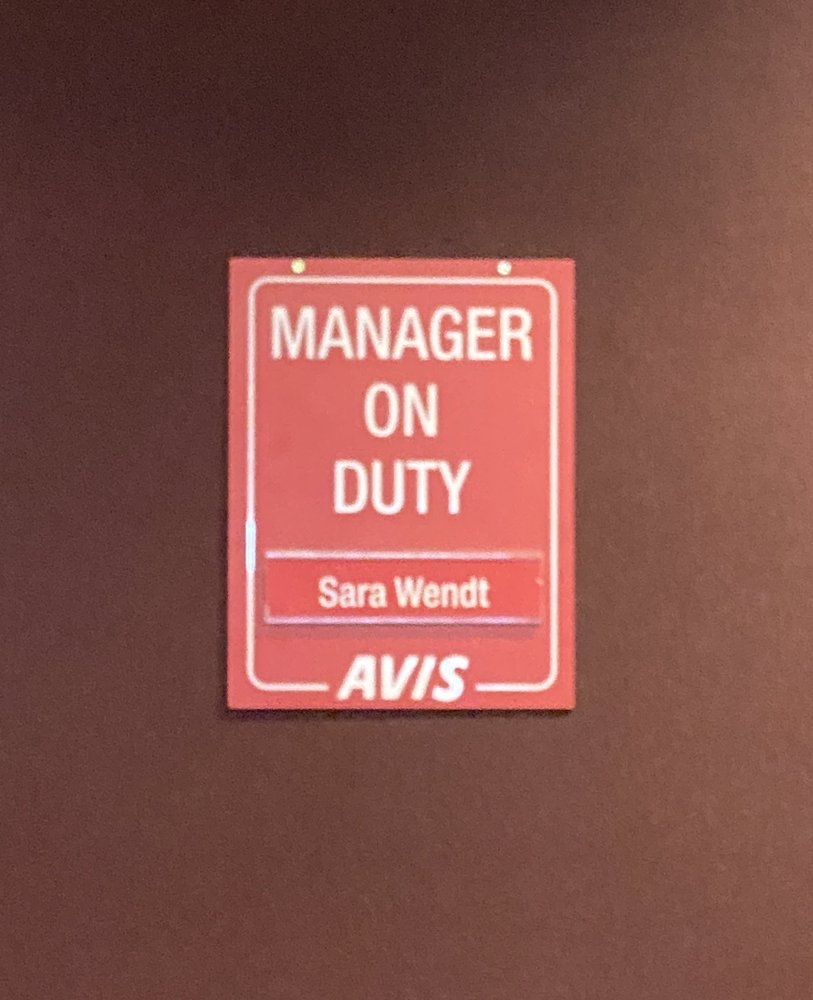 MANAGER
ON
DUTY
Sara Wendt
AVIS